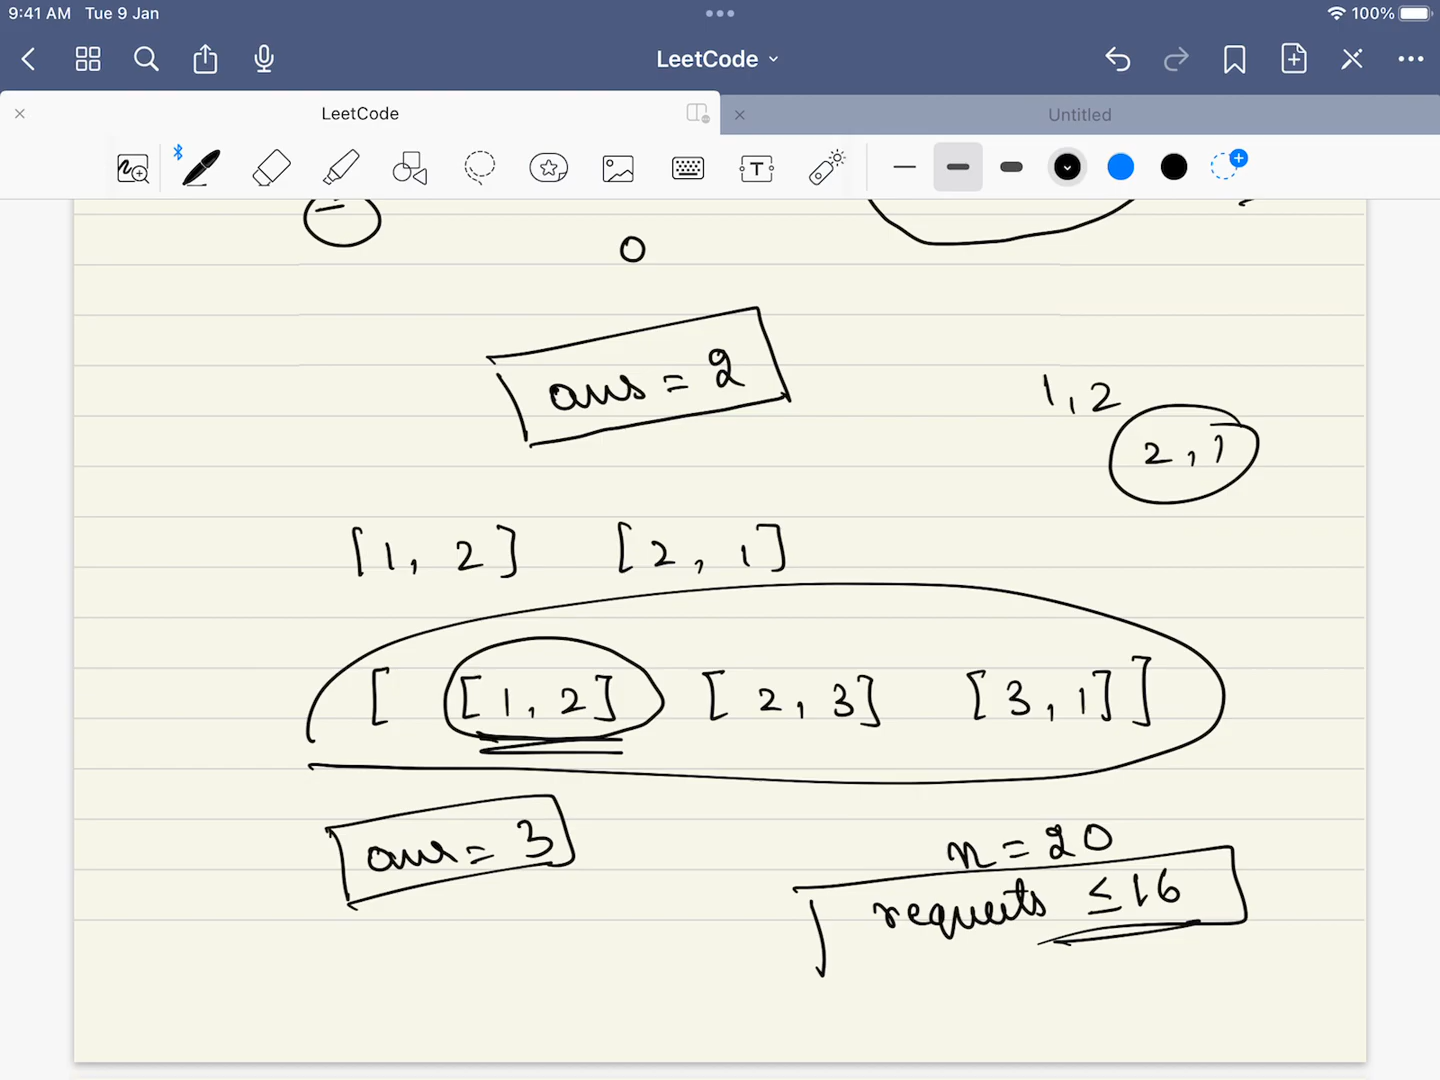 9:41 AM Tue 9 Jan
100%
LeetCode
LeetCode
Untitled
T
0
ans = 2
1, 2
2, 1
[1, 2] [2, 1]
[ [1, 2] [2, 3] [3, 1] ]
ans = 3
n = 20
requests ≤ 16